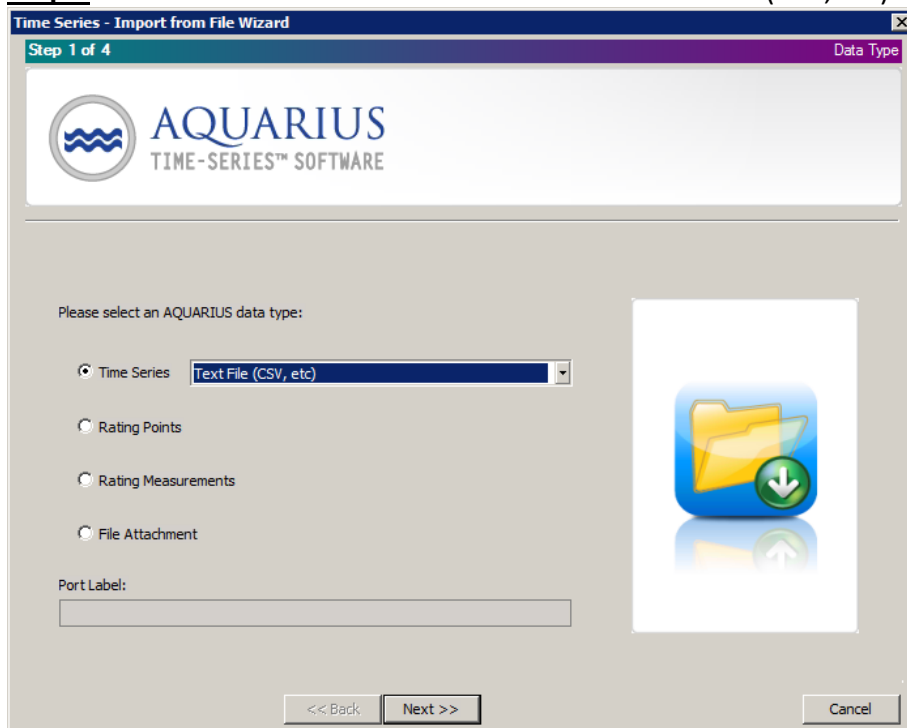 Time Series - Import from File Wizard
Step 1 of 4 Data Type
AQUARIUS
TIME-SERIES™ SOFTWARE
Please select an AQUARIUS data type:
Time Series Text File (CSV, etc)
Rating Points
Rating Measurements
File Attachment
Port Label:
<< Back Next >> Cancel